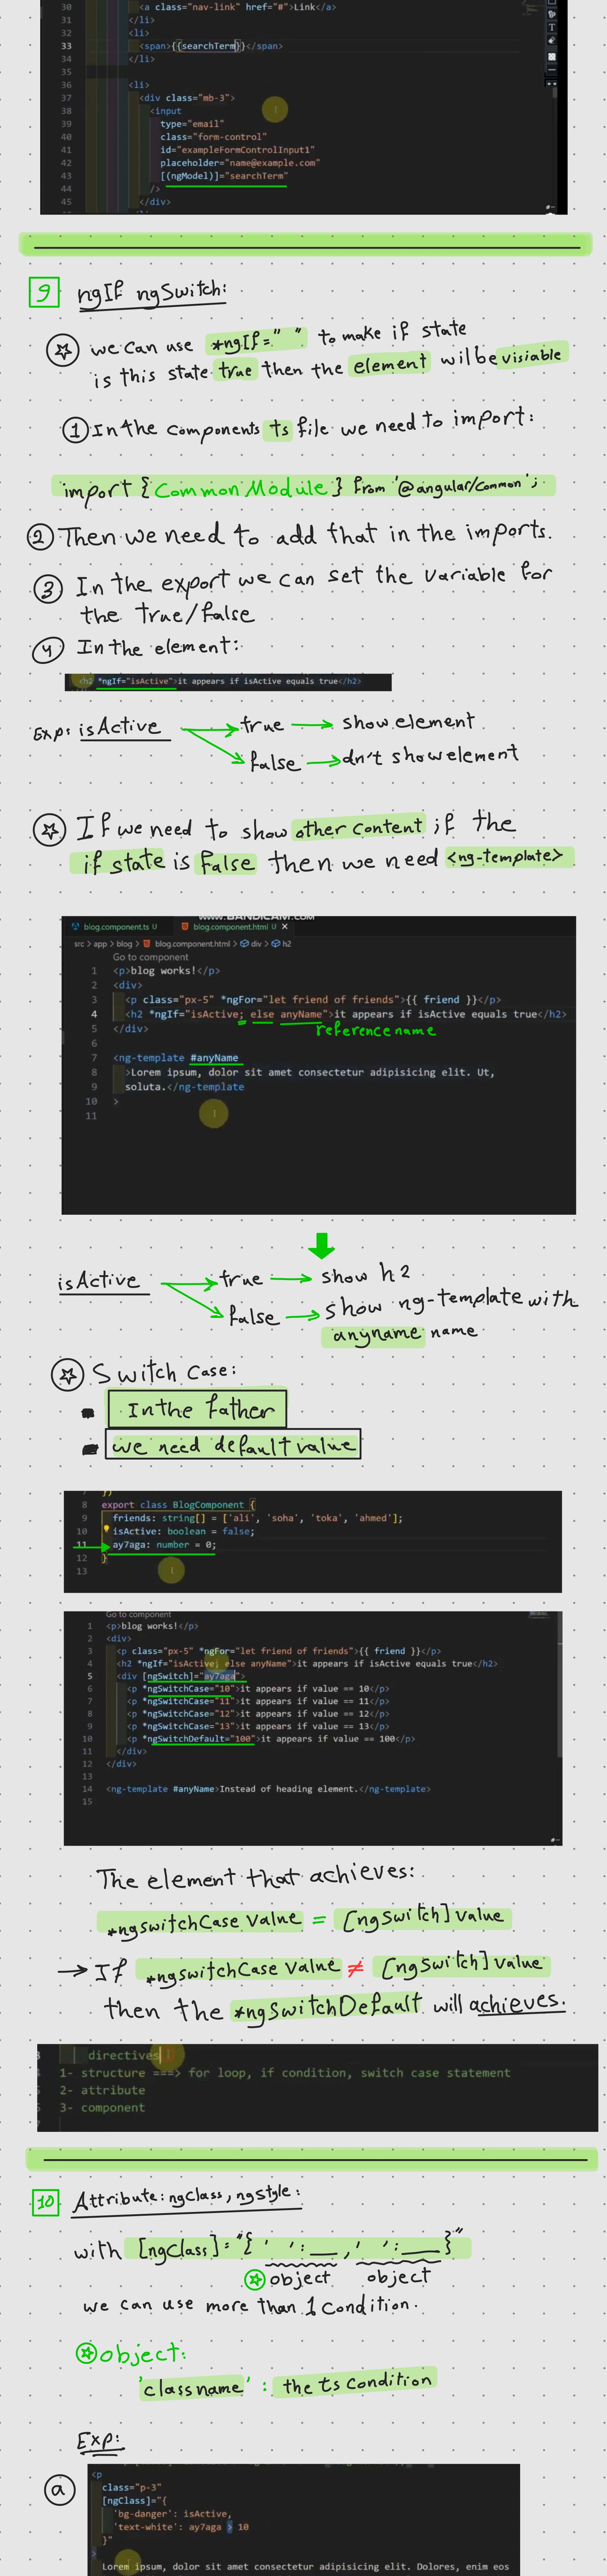 30 <a class="nav-link" href="#">Link</a>
31 </li>
32 <li>
33 <span>{{searchTerm}}</span>
34 </li>
35
36 <li>
37 <div class="mb-3">
38 <input
39 type="email"
40 class="form-control"
41 id="exampleFormControlInput1"
42 placeholder="name@example.com"
43 [(ngModel)]="searchTerm"
44 />
45 </div>
9 ngIf ngSwitch:
we can use *ngIf=" " to make if state
is this state true then the element wil be visiable
1 In the components ts file we need to import:
import { Common Module } from '@angular/common';
2 Then we need to add that in the imports.
3 In the export we can set the variable for
the true/false
4 In the element:
<h2 *ngIf="isActive">it appears if isActive equals true</h2>
Exp: isActive true show element
false dn't show element
If we need to show other content if the
if state is false then we need <ng-template>
www.BANDICAM.com
blog.component.ts U blog.component.html U X
src > app > blog > blog.component.html > div > h2
Go to component
1 <p>blog works!</p>
2 <div>
3 <p class="px-5" *ngFor="let friend of friends">{{ friend }}</p>
4 <h2 *ngIf="isActive; else anyName">it appears if isActive equals true</h2>
5 </div>
reference name
6
7 <ng-template #anyName
8 >Lorem ipsum, dolor sit amet consectetur adipisicing elit. Ut,
9 soluta.</ng-template
10 >
11
isActive true show h2
false show ng-template with
anyname name
Switch Case:
In the father
we need default value
7 })
8 export class BlogComponent {
9 friends: string[] = ['ali', 'soha', 'toka', 'ahmed'];
10 isActive: boolean = false;
11 ay7aga: number = 0;
12 }
13
Go to component
1 <p>blog works!</p>
2 <div>
3 <p class="px-5" *ngFor="let friend of friends">{{ friend }}</p>
4 <h2 *ngIf="isActive; else anyName">it appears if isActive equals true</h2>
5 <div [ngSwitch]="ay7aga">
6 <p *ngSwitchCase="10">it appears if value == 10</p>
7 <p *ngSwitchCase="11">it appears if value == 11</p>
8 <p *ngSwitchCase="12">it appears if value == 12</p>
9 <p *ngSwitchCase="13">it appears if value == 13</p>
10 <p *ngSwitchDefault="100">it appears if value == 100</p>
11 </div>
12 </div>
13
14 <ng-template #anyName>Instead of heading element.</ng-template>
15
The element that achieves:
*ngSwitchCase Value = [ngSwitch] value
→ If *ngSwitchCase Value ≠ [ngSwitch] value
then the *ngSwitchDefault will achieves.
directives
1- structure ===> for loop, if condition, switch case statement
2- attribute
3- component
10 Attribute: ngClass, ngStyle:
with [ngClass]="{' ':__,' ':__}"
object object
we can use more than 1 Condition.
object:
'class name' : the ts condition
Exp:
a
<p
class="p-3"
[ngClass]="{
'bg-danger': isActive,
'text-white': ay7aga > 10
}"
>
Lorem ipsum, dolor sit amet consectetur adipisicing elit. Dolores, enim eos